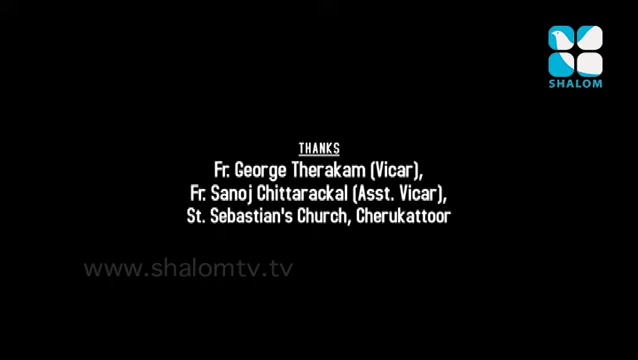 SHALOM
THANKS
Fr. George Therakam (Vicar),
Fr. Sanoj Chittarackal (Asst. Vicar),
St. Sebastian's Church, Cherukattoor
www.shalomtv.tv